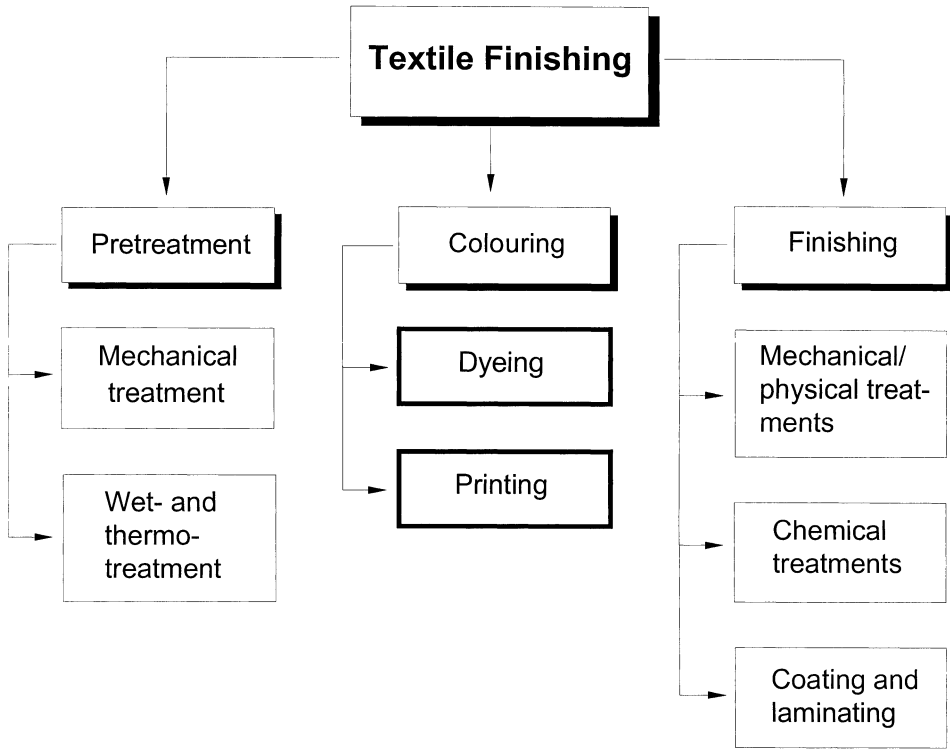 Textile Finishing
Pretreatment
Colouring
Finishing
Mechanical
treatment
Dyeing
Mechanical/
physical treat-
ments
Wet- and
thermo-
treatment
Printing
Chemical
treatments
Coating and
laminating